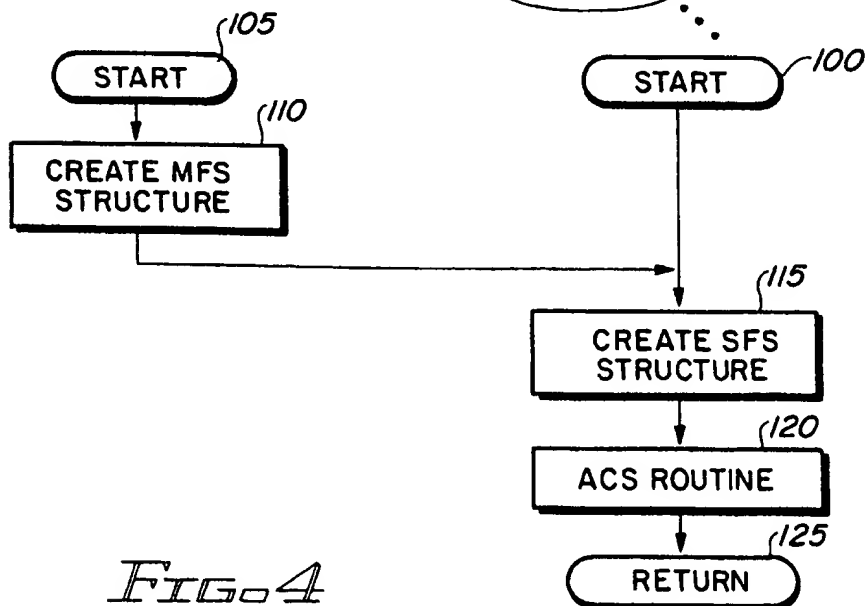 105
START
100
START
110
CREATE MFS
STRUCTURE
115
CREATE SFS
STRUCTURE
120
ACS ROUTINE
125
RETURN
FIG. 4